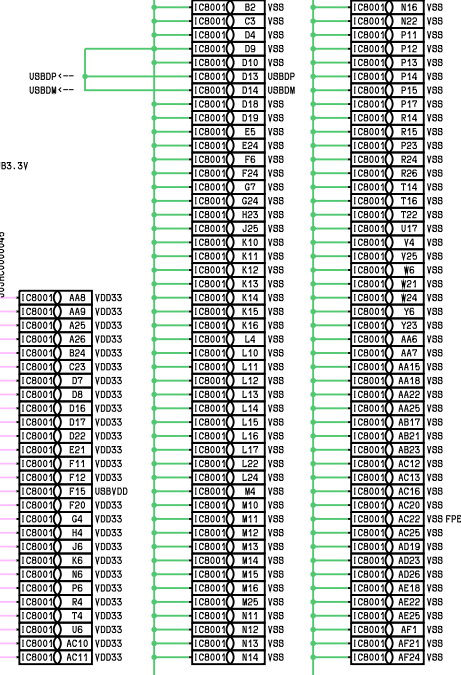 IC8001 B2 VSS
IC8001 C3 VSS
IC8001 D4 VSS
IC8001 D9 VSS
IC8001 D10 VSS
USBDP<-- IC8001 D13 USBDP
USBDM<-- IC8001 D14 USBDM
IC8001 D18 VSS
IC8001 D19 VSS
IC8001 E5 VSS
IC8001 E24 VSS
IC8001 F6 VSS
IC8001 F24 VSS
IC8001 G7 VSS
IC8001 G24 VSS
IC8001 H23 VSS
IC8001 J25 VSS
IC8001 K10 VSS
IC8001 K11 VSS
IC8001 K12 VSS
IC8001 K13 VSS
IC8001 K14 VSS
IC8001 K15 VSS
IC8001 K16 VSS
IC8001 L4 VSS
IC8001 L10 VSS
IC8001 L11 VSS
IC8001 L12 VSS
IC8001 L13 VSS
IC8001 L14 VSS
IC8001 L15 VSS
IC8001 L16 VSS
IC8001 L17 VSS
IC8001 L22 VSS
IC8001 L24 VSS
IC8001 M4 VSS
IC8001 M10 VSS
IC8001 M11 VSS
IC8001 M12 VSS
IC8001 M13 VSS
IC8001 M14 VSS
IC8001 M15 VSS
IC8001 M16 VSS
IC8001 M25 VSS
IC8001 N11 VSS
IC8001 N12 VSS
IC8001 N13 VSS
IC8001 N14 VSS
IC8001 N16 VSS
IC8001 N22 VSS
IC8001 P11 VSS
IC8001 P12 VSS
IC8001 P13 VSS
IC8001 P14 VSS
IC8001 P15 VSS
IC8001 P17 VSS
IC8001 R14 VSS
IC8001 R15 VSS
IC8001 P23 VSS
IC8001 R24 VSS
IC8001 R26 VSS
IC8001 T14 VSS
IC8001 T16 VSS
IC8001 T22 VSS
IC8001 U17 VSS
IC8001 V4 VSS
IC8001 V25 VSS
IC8001 W6 VSS
IC8001 W21 VSS
IC8001 W24 VSS
IC8001 Y6 VSS
IC8001 Y23 VSS
IC8001 AA6 VSS
IC8001 AA7 VSS
IC8001 AA15 VSS
IC8001 AA18 VSS
IC8001 AA22 VSS
IC8001 AA25 VSS
IC8001 AB17 VSS
IC8001 AB21 VSS
IC8001 AB23 VSS
IC8001 AC12 VSS
IC8001 AC13 VSS
IC8001 AC16 VSS
IC8001 AC20 VSS
IC8001 AC22 VSS FPE
IC8001 AC25 VSS
IC8001 AD19 VSS
IC8001 AD23 VSS
IC8001 AD26 VSS
IC8001 AE18 VSS
IC8001 AE22 VSS
IC8001 AE25 VSS
IC8001 AF1 VSS
IC8001 AF21 VSS
IC8001 AF24 VSS
B3.3V
IC8001 AA8 VDD33
IC8001 AA9 VDD33
IC8001 A25 VDD33
IC8001 A26 VDD33
IC8001 B24 VDD33
IC8001 C23 VDD33
IC8001 D7 VDD33
IC8001 D8 VDD33
IC8001 D16 VDD33
IC8001 D17 VDD33
IC8001 D22 VDD33
IC8001 E21 VDD33
IC8001 F11 VDD33
IC8001 F12 VDD33
IC8001 F15 USBVDD
IC8001 F20 VDD33
IC8001 G4 VDD33
IC8001 H4 VDD33
IC8001 J6 VDD33
IC8001 K6 VDD33
IC8001 N6 VDD33
IC8001 P6 VDD33
IC8001 R4 VDD33
IC8001 T4 VDD33
IC8001 U6 VDD33
IC8001 AC10 VDD33
IC8001 AC11 VDD33